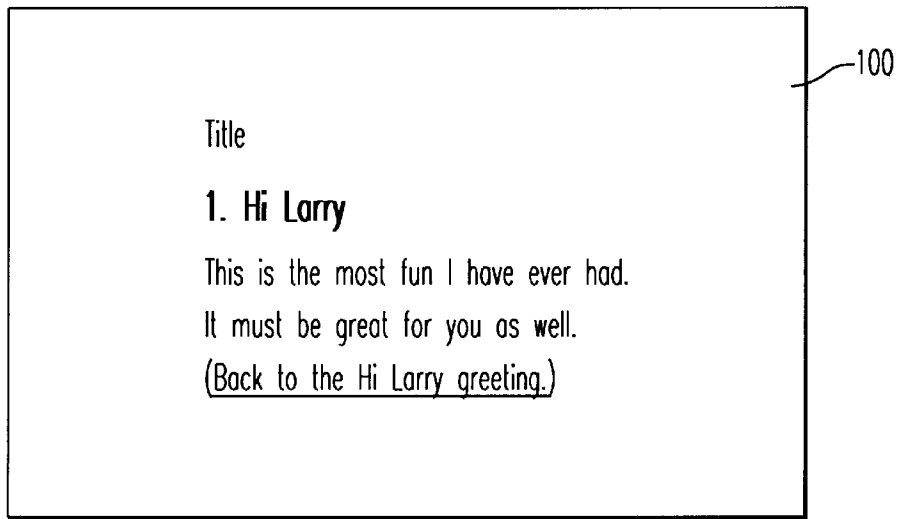 100
Title
1. Hi Larry
This is the most fun I have ever had.
It must be great for you as well.
(Back to the Hi Larry greeting.)